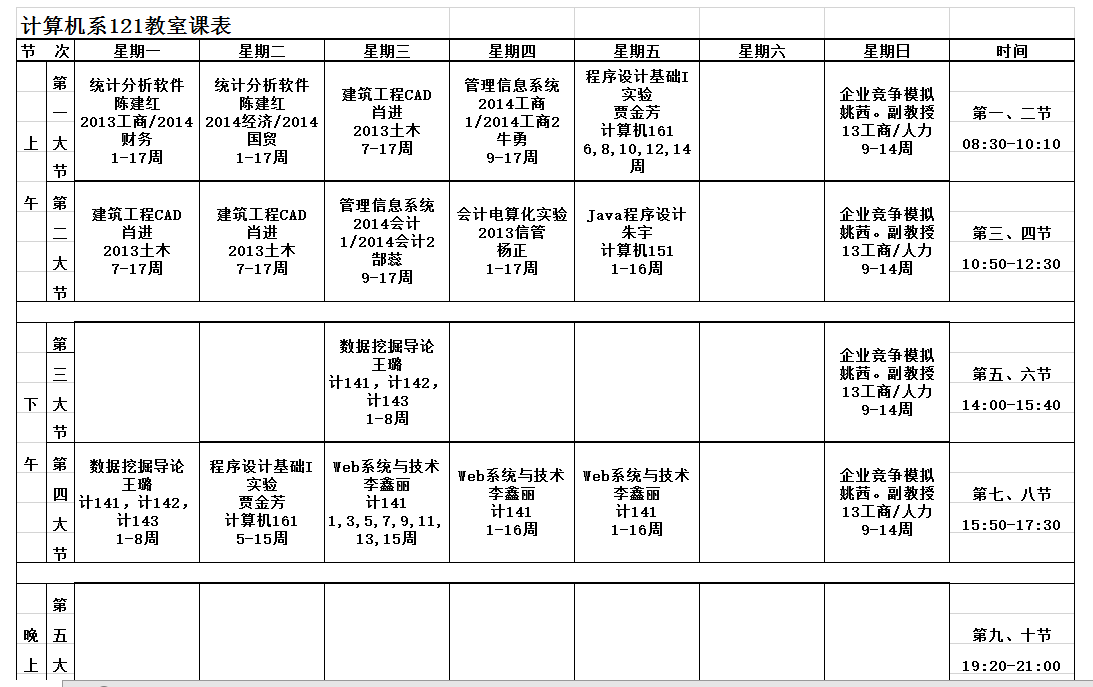 计算机系121教室课表
节 次 星期一 星期二 星期三 星期四 星期五 星期六 星期日 时间
上午
第一大节
统计分析软件
陈建红
2013工商/2014
财务
1-17周
统计分析软件
陈建红
2014经济/2014
国贸
1-17周
建筑工程CAD
肖进
2013土木
7-17周
管理信息系统
2014工商
1/2014工商2
牛勇
9-17周
程序设计基础I
实验
贾金芳
计算机161
6,8,10,12,14
周
企业竞争模拟
姚茜。副教授
13工商/人力
9-14周
第一、二节
08:30-10:10
第二大节
建筑工程CAD
肖进
2013土木
7-17周
建筑工程CAD
肖进
2013土木
7-17周
管理信息系统
2014会计
1/2014会计2
郜蕊
9-17周
会计电算化实验
2013信管
杨正
1-17周
Java程序设计
朱宇
计算机151
1-16周
企业竞争模拟
姚茜。副教授
13工商/人力
9-14周
第三、四节
10:50-12:30
下午
第三大节
数据挖掘导论
王璐
计141，计142，
计143
1-8周
企业竞争模拟
姚茜。副教授
13工商/人力
9-14周
第五、六节
14:00-15:40
第四大节
数据挖掘导论
王璐
计141，计142，
计143
1-8周
程序设计基础I
实验
贾金芳
计算机161
5-15周
Web系统与技术
李鑫丽
计141
1,3,5,7,9,11,
13,15周
Web系统与技术
李鑫丽
计141
1-16周
Web系统与技术
李鑫丽
计141
1-16周
企业竞争模拟
姚茜。副教授
13工商/人力
9-14周
第七、八节
15:50-17:30
晚上
第五大
第九、十节
19:20-21:00